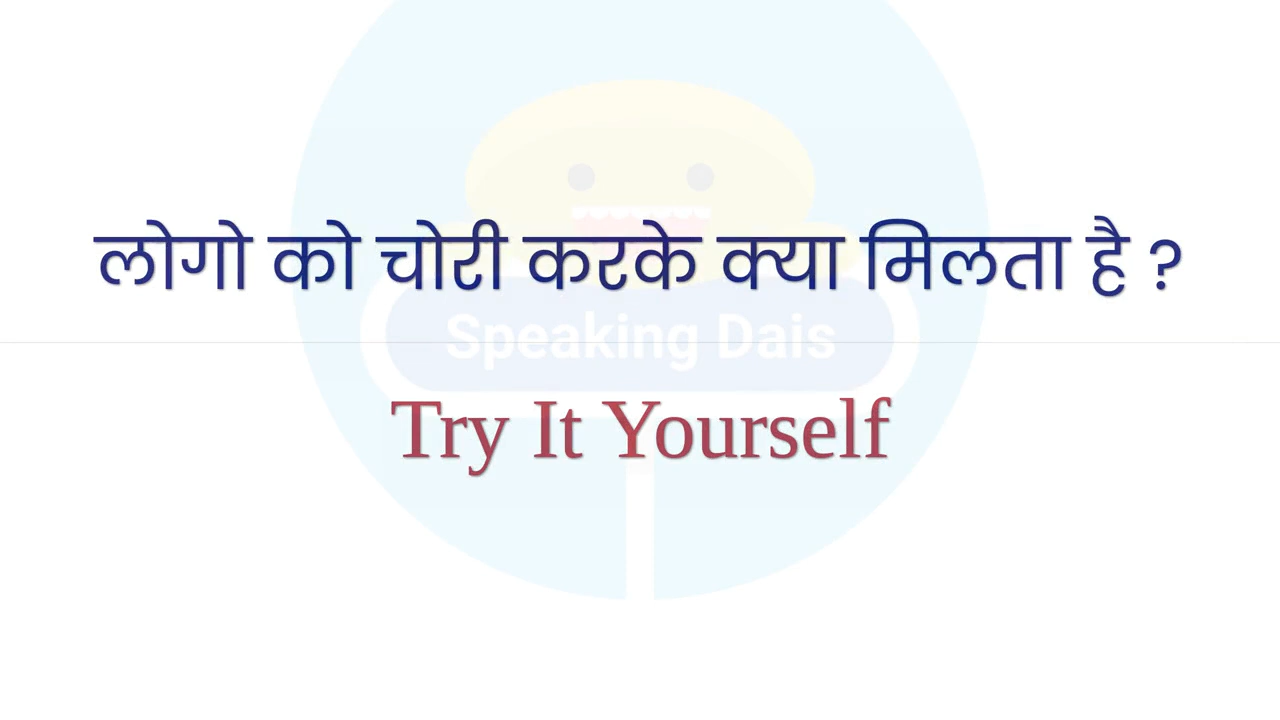 लोगो को चोरी करके क्या मिलता है ?
Speaking Dais
Try It Yourself